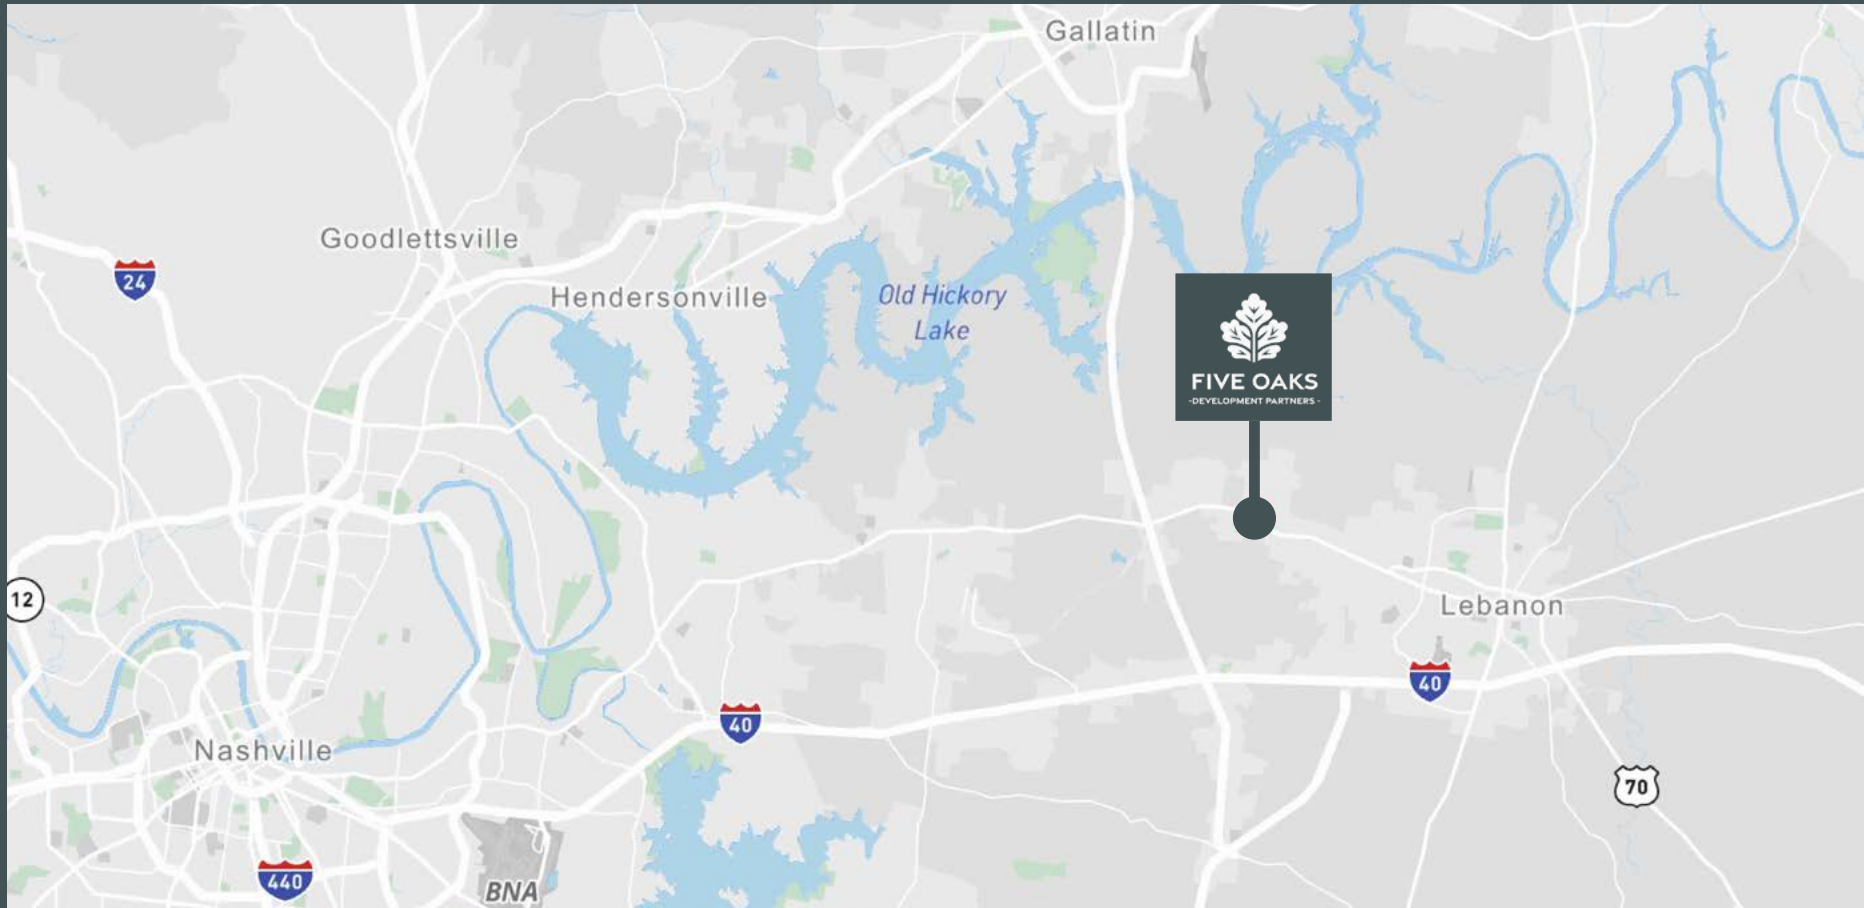 Gallatin
Goodlettsville
24
Hendersonville
Old Hickory
Lake
FIVE OAKS
-DEVELOPMENT PARTNERS-
12
Lebanon
40
40
Nashville
70
440
BNA